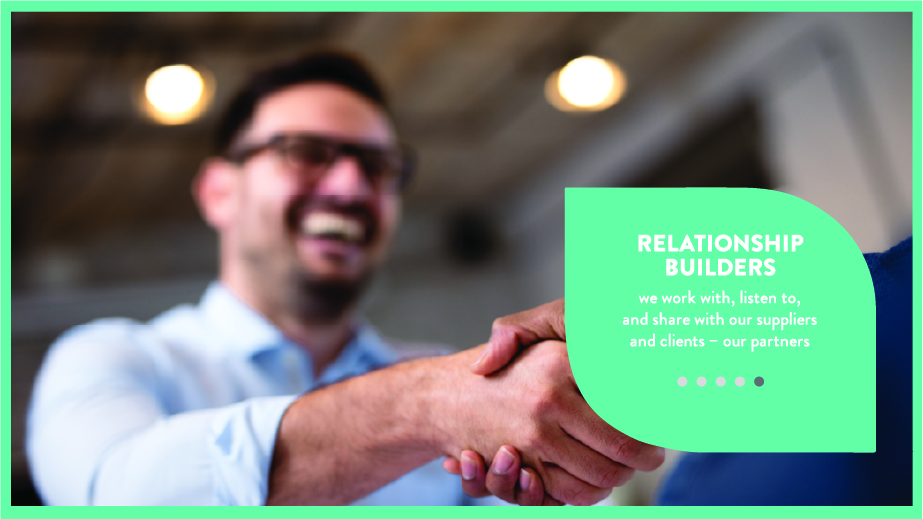 RELATIONSHIP
BUILDERS
we work with, listen to,
and share with our suppliers
and clients – our partners